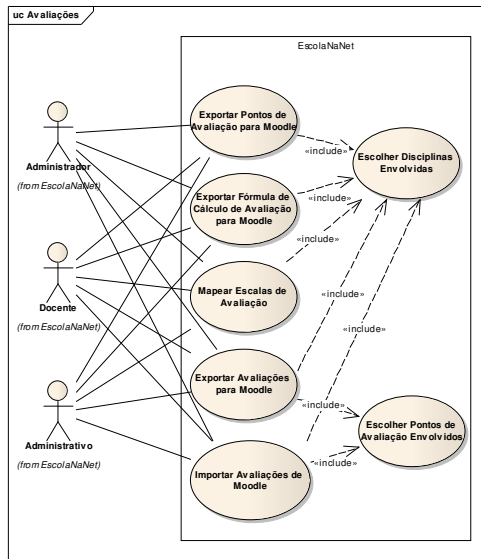 uc Avaliações
EscolaNaNet
Exportar Pontos de
Avaliação para Moodle
«include»
Escolher Disciplinas
Envolvidas
Administrador
(from EscolaNaNet)
Exportar Fórmula de
Cálculo de Avaliação para
Moodle
«include»
«include»
Docente
(from EscolaNaNet)
Mapear Escalas de
Avaliação
«include»
«include»
Exportar Avaliações
para Moodle
Administrativo
(from EscolaNaNet)
«include»
Escolher Pontos de
Avaliação Envolvidos
Importar Avaliações de
Moodle
«include»